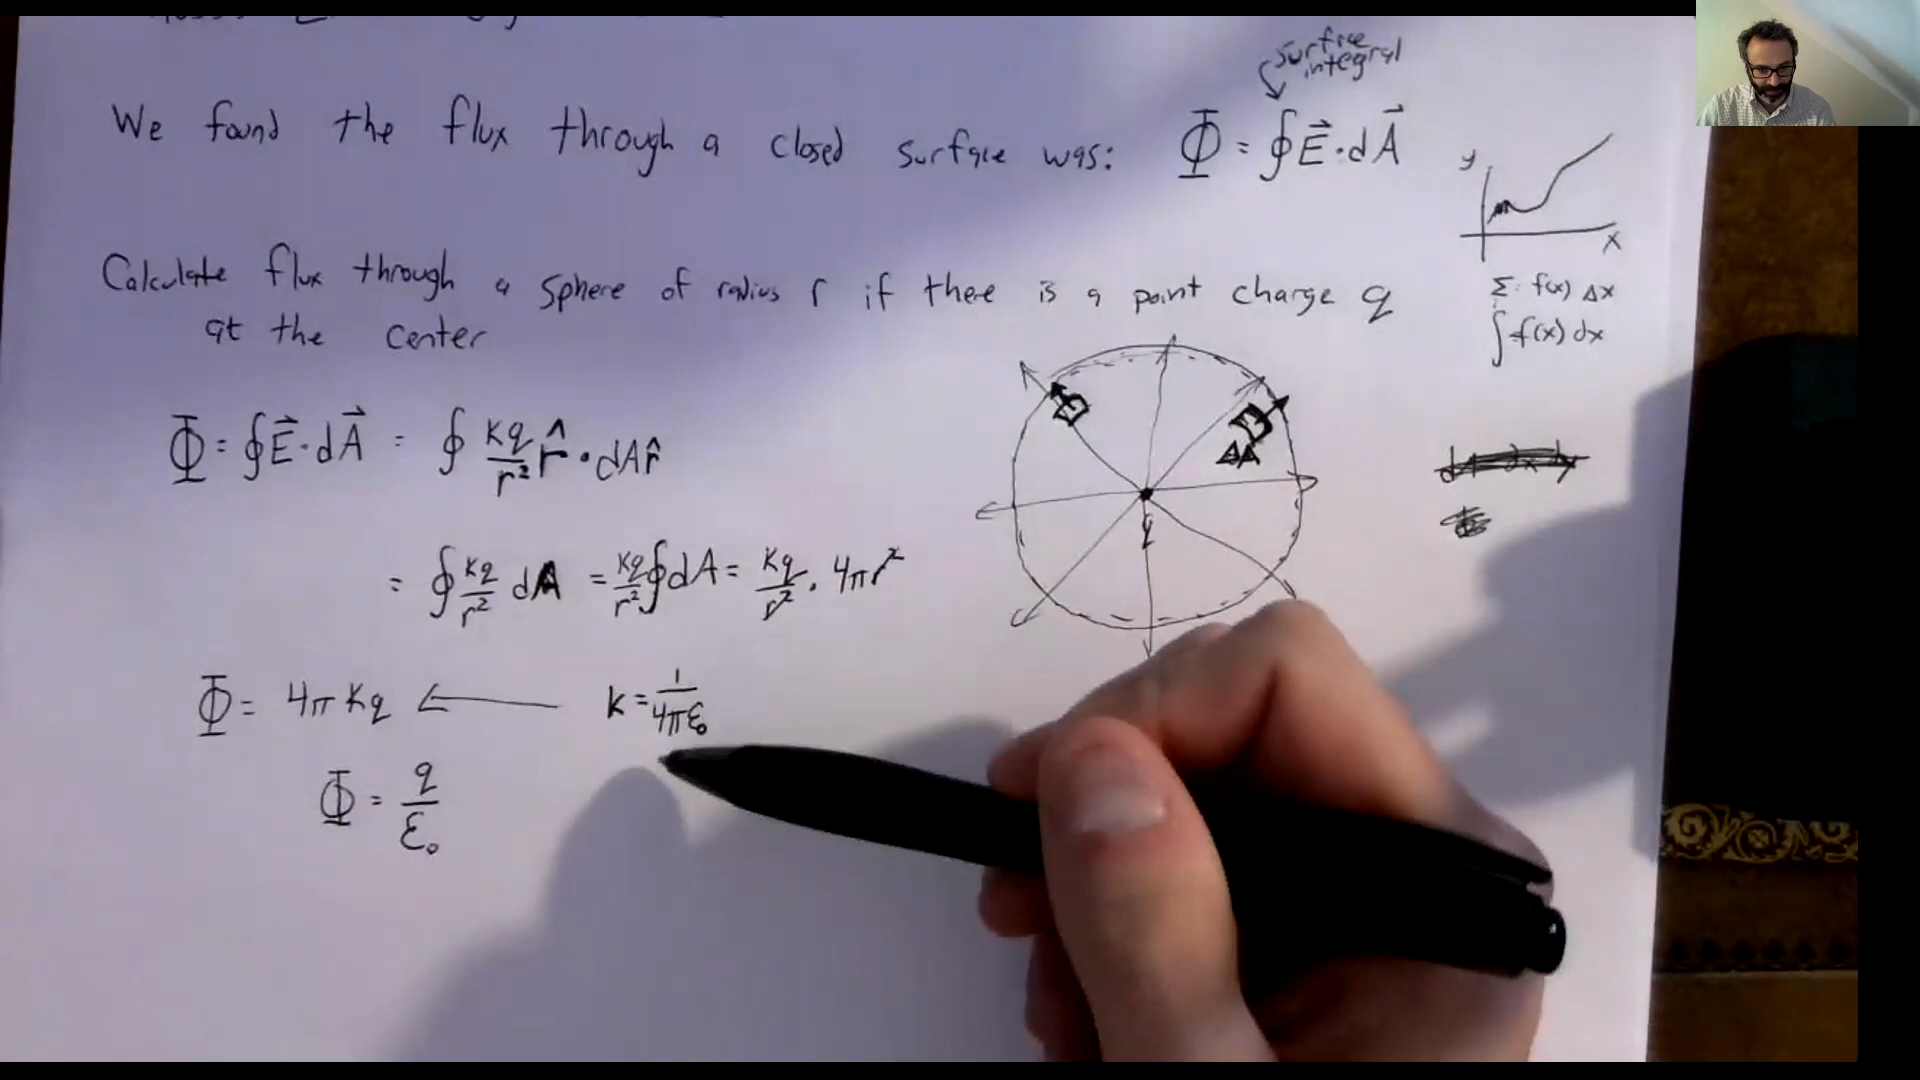 surface
integral
We found the flux through a closed surface was: Φ = ∮E⃗·dA⃗
y
x
Calculate flux through a sphere of radius r if there is a point charge q
at the center
Σ f(x) Δx
∫f(x) dx
Φ = ∮E⃗·dA⃗ = ∮ kq/r² r̂ · dA r̂
ΔA
q
= ∮ kq/r² dA = kq/r² ∮dA = kq/r² · 4πr²
Φ = 4πkq ← k = 1/4πε₀
Φ = q/ε₀